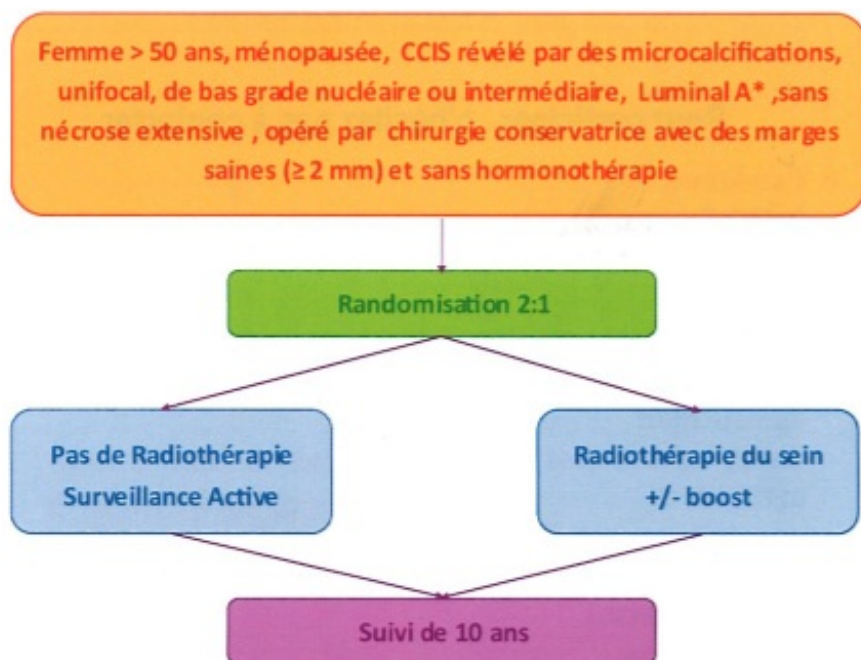 Femme > 50 ans, ménopausée, CCIS révélé par des microcalcifications,
unifocal, de bas grade nucléaire ou intermédiaire, Luminal A* ,sans
nécrose extensive , opéré par chirurgie conservatrice avec des marges
saines (≥ 2 mm) et sans hormonothérapie
Randomisation 2:1
Pas de Radiothérapie
Surveillance Active
Radiothérapie du sein
+/- boost
Suivi de 10 ans